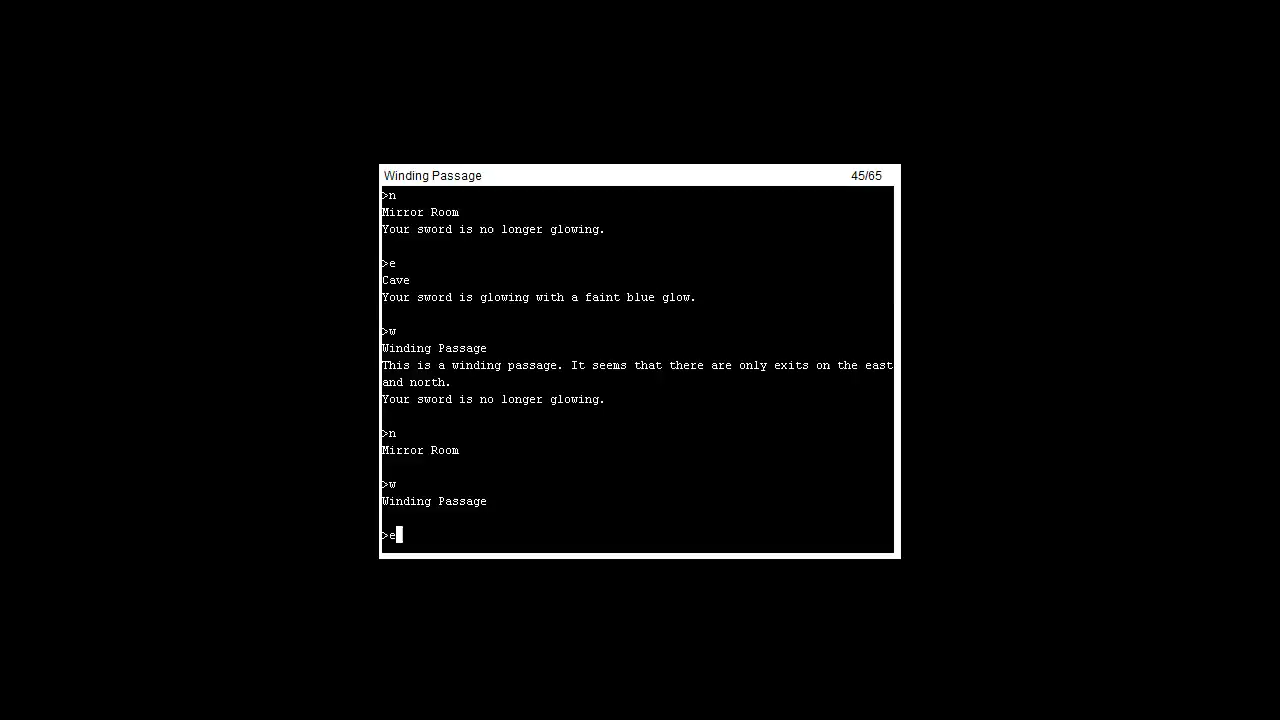 Winding Passage 45/65
>n
Mirror Room
Your sword is no longer glowing.
>e
Cave
Your sword is glowing with a faint blue glow.
>w
Winding Passage
This is a winding passage. It seems that there are only exits on the east
and north.
Your sword is no longer glowing.
>n
Mirror Room
>w
Winding Passage
>e